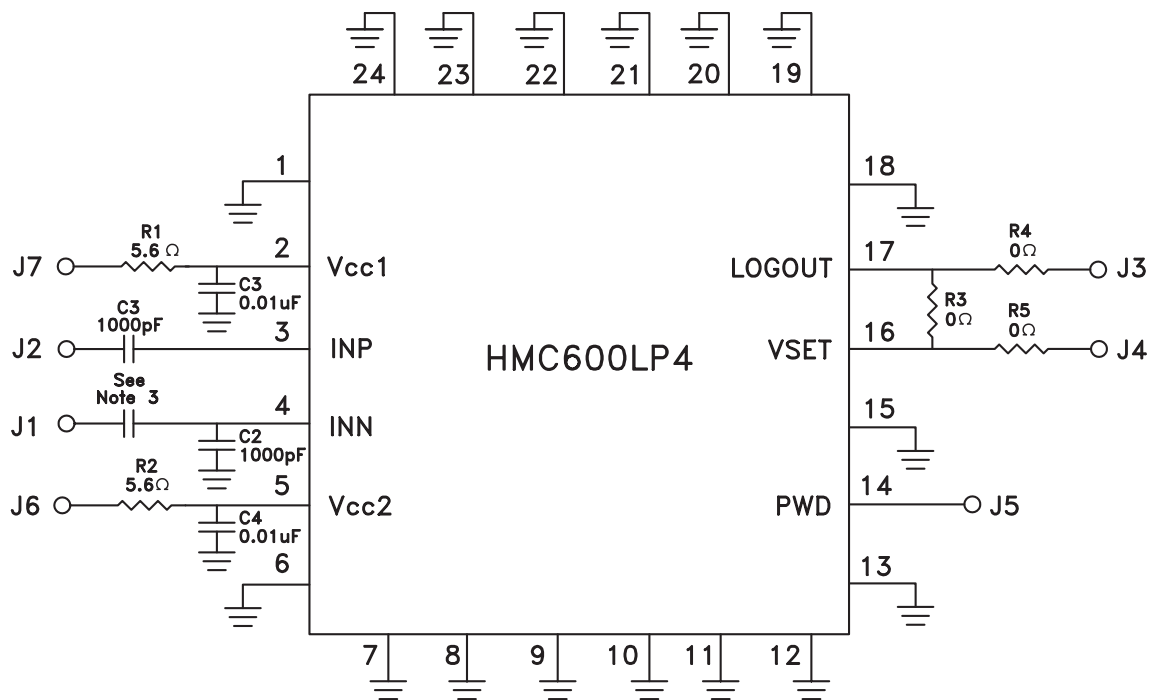 24 23 22 21 20 19
1
18
R1
5.6 Ω
J7
2
Vcc1
C3
0.01uF
LOGOUT
17
R4
0Ω
J3
C3
1000pF
J2
3
INP
HMC600LP4
R3
0Ω
VSET
16
R5
0Ω
J4
See
Note 3
J1
4
INN
C2
1000pF
15
R2
5.6Ω
J6
5
Vcc2
C4
0.01uF
PWD
14
J5
6
13
7 8 9 10 11 12